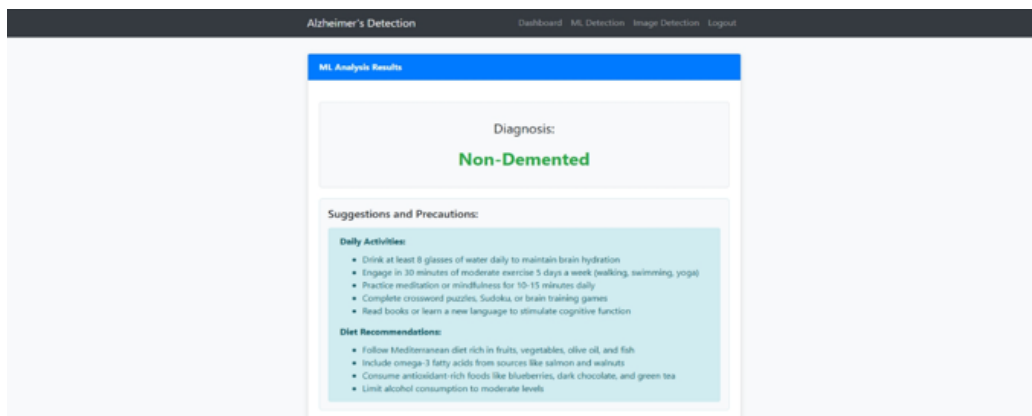 Alzheimer's Detection
Dashboard ML Detection Image Detection Logout
ML Analysis Results
Diagnosis:
Non-Demented
Suggestions and Precautions:
Daily Activities:
• Drink at least 8 glasses of water daily to maintain brain hydration
• Engage in 30 minutes of moderate exercise 5 days a week (walking, swimming, yoga)
• Practice meditation or mindfulness for 10-15 minutes daily
• Complete crossword puzzles, Sudoku, or brain training games
• Read books or learn a new language to stimulate cognitive function
Diet Recommendations:
• Follow Mediterranean diet rich in fruits, vegetables, olive oil, and fish
• Include omega-3 fatty acids from sources like salmon and walnuts
• Consume antioxidant-rich foods like blueberries, dark chocolate, and green tea
• Limit alcohol consumption to moderate levels